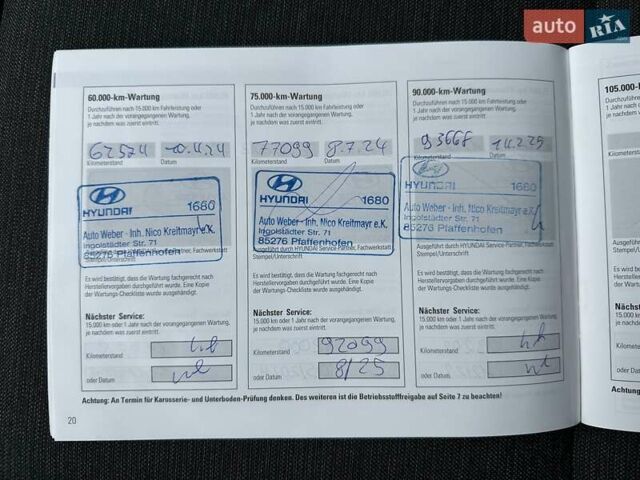 auto RIA
.com
60.000-km-Wartung
Durchzuführen nach 15.000 km Fahrleistung oder
1 Jahr nach der vorangegangenen Wartung,
je nachdem was zuerst eintritt.
62574
Kilometerstand Datum
HYUNDAI 1680
Auto Weber - Inh. Nico Kreitmayr e.K.
Ingolstädter Str. 71
85276 Pfaffenhofen
Stempel/Unterschrift
Es wird bestätigt, dass die Wartung fachgerecht nach
Herstellervorgaben durchgeführt wurde. Eine Kopie
der Wartungs-Checkliste wurde ausgehändigt.
Nächster Service:
15.000 km oder 1 Jahr nach der vorangegangenen Wartung,
je nachdem, was zuerst eintritt.
Kilometerstand
oder Datum
75.000-km-Wartung
Durchzuführen nach 15.000 km Fahrleistung oder
1 Jahr nach der vorangegangenen Wartung,
je nachdem was zuerst eintritt.
77099 8.7.24
Kilometerstand Datum
HYUNDAI 1680
Auto Weber - Inh. Nico Kreitmayr e.K.
Ingolstädter Str. 71
85276 Pfaffenhofen
Ausgeführt durch HYUNDAI Service-Partner, Fachwerkstatt
Stempel/Unterschrift
Es wird bestätigt, dass die Wartung fachgerecht nach
Herstellervorgaben durchgeführt wurde. Eine Kopie
der Wartungs-Checkliste wurde ausgehändigt.
Nächster Service:
15.000 km oder 1 Jahr nach der vorangegangenen Wartung,
je nachdem, was zuerst eintritt.
Kilometerstand 92099
oder Datum 8/25
90.000-km-Wartung
Durchzuführen nach 15.000 km Fahrleistung oder
1 Jahr nach der vorangegangenen Wartung,
je nachdem was zuerst eintritt.
93668 14.2.25
Kilometerstand Datum
HYUNDAI 1680
Auto Weber - Inh. Nico Kreitmayr e.K.
Ingolstädter Str. 71
85276 Pfaffenhofen
Ausgeführt durch HYUNDAI Service-Partner, Fachwerkstatt
Stempel/Unterschrift
Es wird bestätigt, dass die Wartung fachgerecht nach
Herstellervorgaben durchgeführt wurde. Eine Kopie
der Wartungs-Checkliste wurde ausgehändigt.
Nächster Service:
15.000 km oder 1 Jahr nach der vorangegangenen Wartung,
je nachdem, was zuerst eintritt.
Kilometerstand
oder Datum
Achtung: An Termin für Karosserie- und Unterboden-Prüfung denken. Des weiteren ist die Betriebsstofffreigabe auf Seite 7 zu beachten!
20